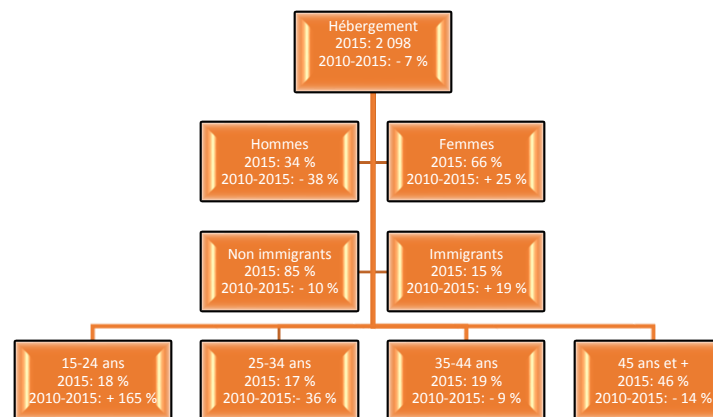 Hébergement
2015: 2 098
2010-2015: - 7 %
Hommes
2015: 34 %
2010-2015: - 38 %
Femmes
2015: 66 %
2010-2015: + 25 %
Non immigrants
2015: 85 %
2010-2015: - 10 %
Immigrants
2015: 15 %
2010-2015: + 19 %
15-24 ans
2015: 18 %
2010-2015: + 165 %
25-34 ans
2015: 17 %
2010-2015:- 36 %
35-44 ans
2015: 19 %
2010-2015: - 9 %
45 ans et +
2015: 46 %
2010-2015: - 14 %